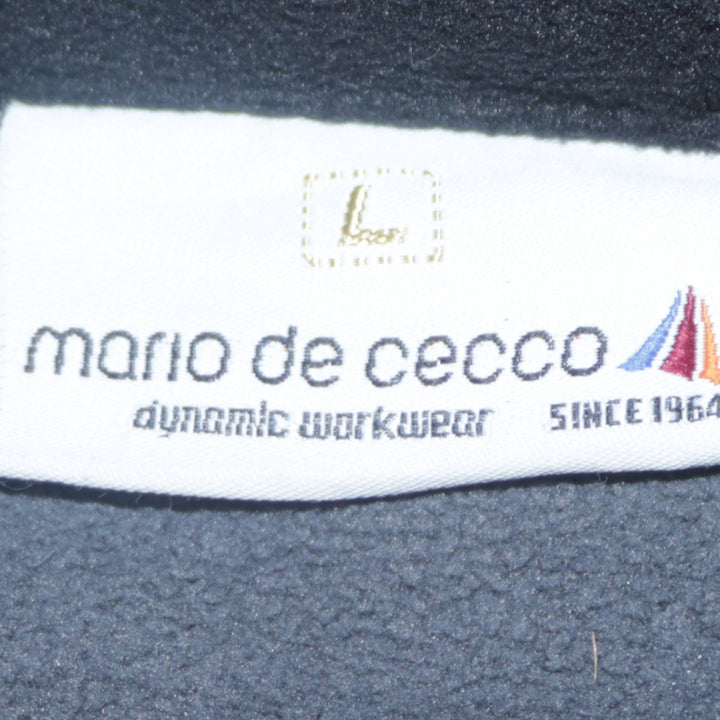 L
mario de cecco
dynamic workwear SINCE 1964